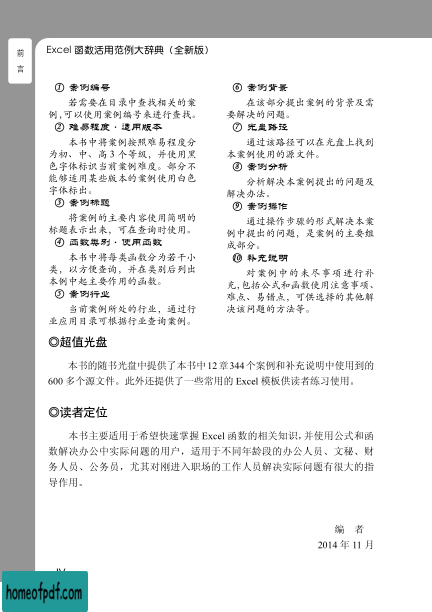 前
言
Excel 函数活用范例大辞典（全新版）
① 案例编号
若需要在目录中查找相关的案
例,可以使用案例编号来进行查找。
② 难易程度·适用版本
本书中将案例按照难易程度分
为初、中、高 3 个等级，并使用黑
色字体标识当前案例难度。部分不
能够适用某些版本的案例使用白色
字体标出。
③ 案例标题
将案例的主要内容使用简明的
标题表示出来，可在查询时使用。
④ 函数类别·使用函数
本书中将每类函数分为若干小
类，以方便查询，并在类别后列出
本例中起主要作用的函数。
⑤ 案例行业
当前案例所处的行业，通过行
业应用目录可根据行业查询案例。
⑥ 案例背景
在该部分提出案例的背景及需
要解决的问题。
⑦ 光盘路径
通过该路径可以在光盘上找到
本案例使用的源文件。
⑧ 案例分析
分析解决本案例提出的问题及
解决办法。
⑨ 案例操作
通过操作步骤的形式解决本案
例中提出的问题，是案例的主要组
成部分。
⑩ 补充说明
对案例中的未尽事项进行补
充,包括公式和函数使用注意事项、
难点、易错点，可供选择的其他解
决该问题的方法等。
◎超值光盘
本书的随书光盘中提供了本书中 12 章 344 个案例和补充说明中使用到的
600 多个源文件。此外还提供了一些常用的 Excel 模板供读者练习使用。
◎读者定位
本书主要适用于希望快速掌握 Excel 函数的相关知识，并使用公式和函
数解决办公中实际问题的用户，适用于不同年龄段的办公人员、文秘、财
务人员、公务员，尤其对刚进入职场的工作人员解决实际问题有很大的指
导作用。
编 者
2014 年 11 月
IV
homeofpdf.com